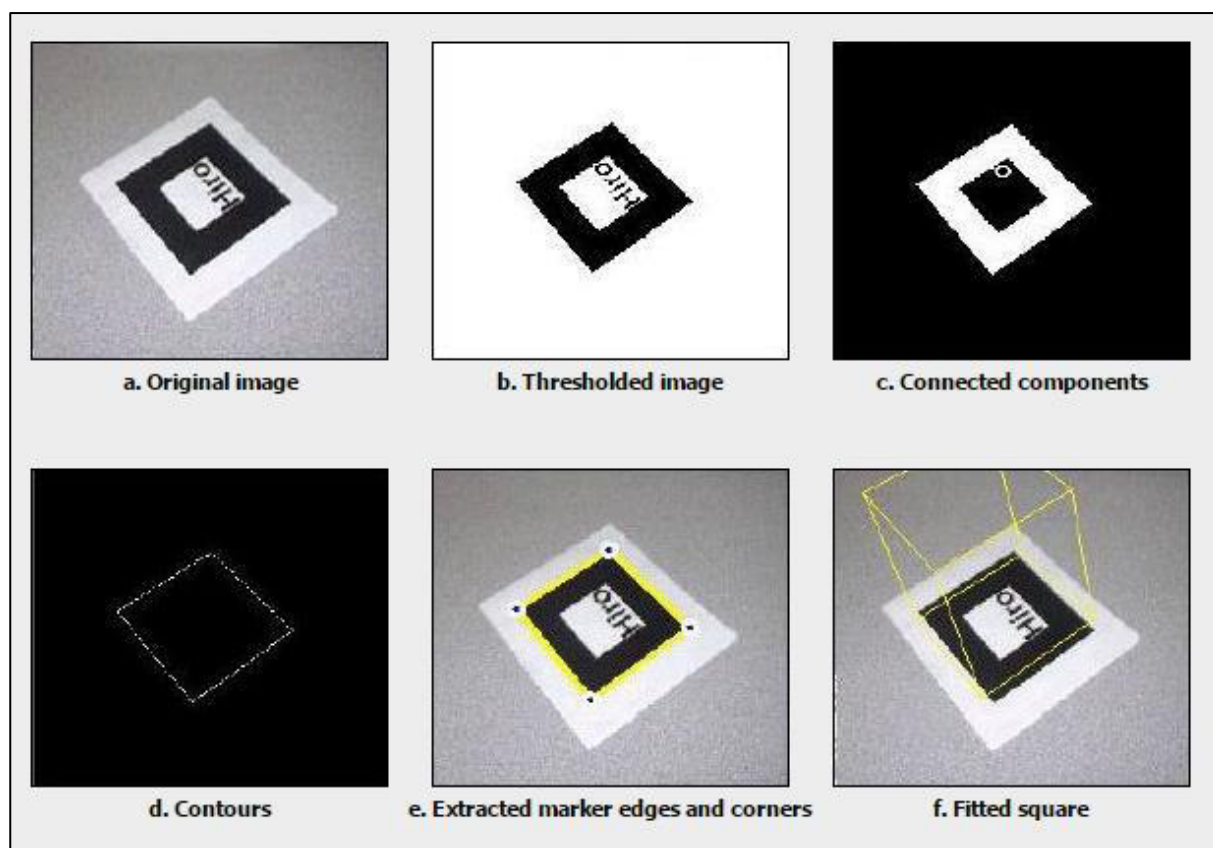 Hiro
Hiro
a. Original image
b. Thresholded image
c. Connected components
Hiro
Hiro
d. Contours
e. Extracted marker edges and corners
f. Fitted square